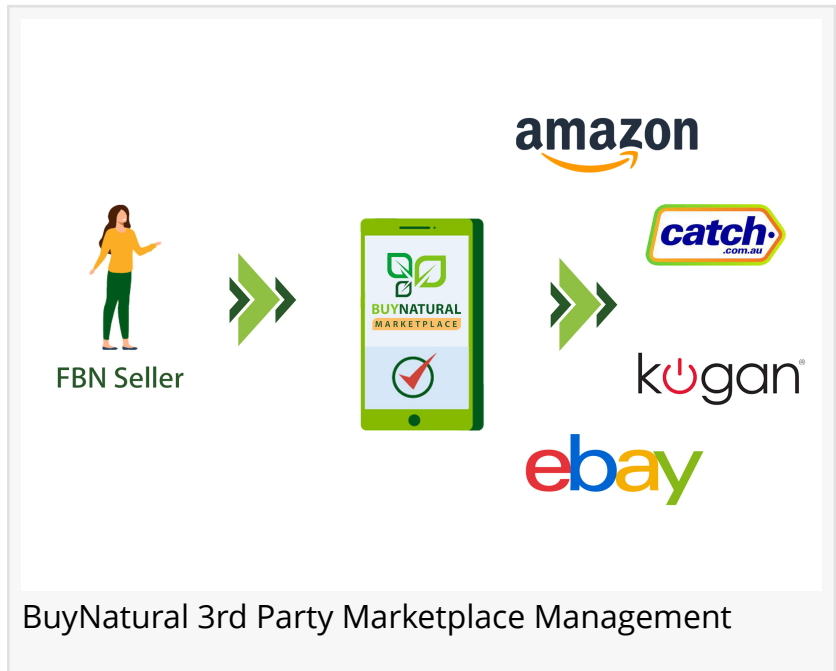 amazon
catch.
.com.au
BUYNATURAL
MARKETPLACE
FBN Seller
kogan®
ebay
BuyNatural 3rd Party Marketplace Management